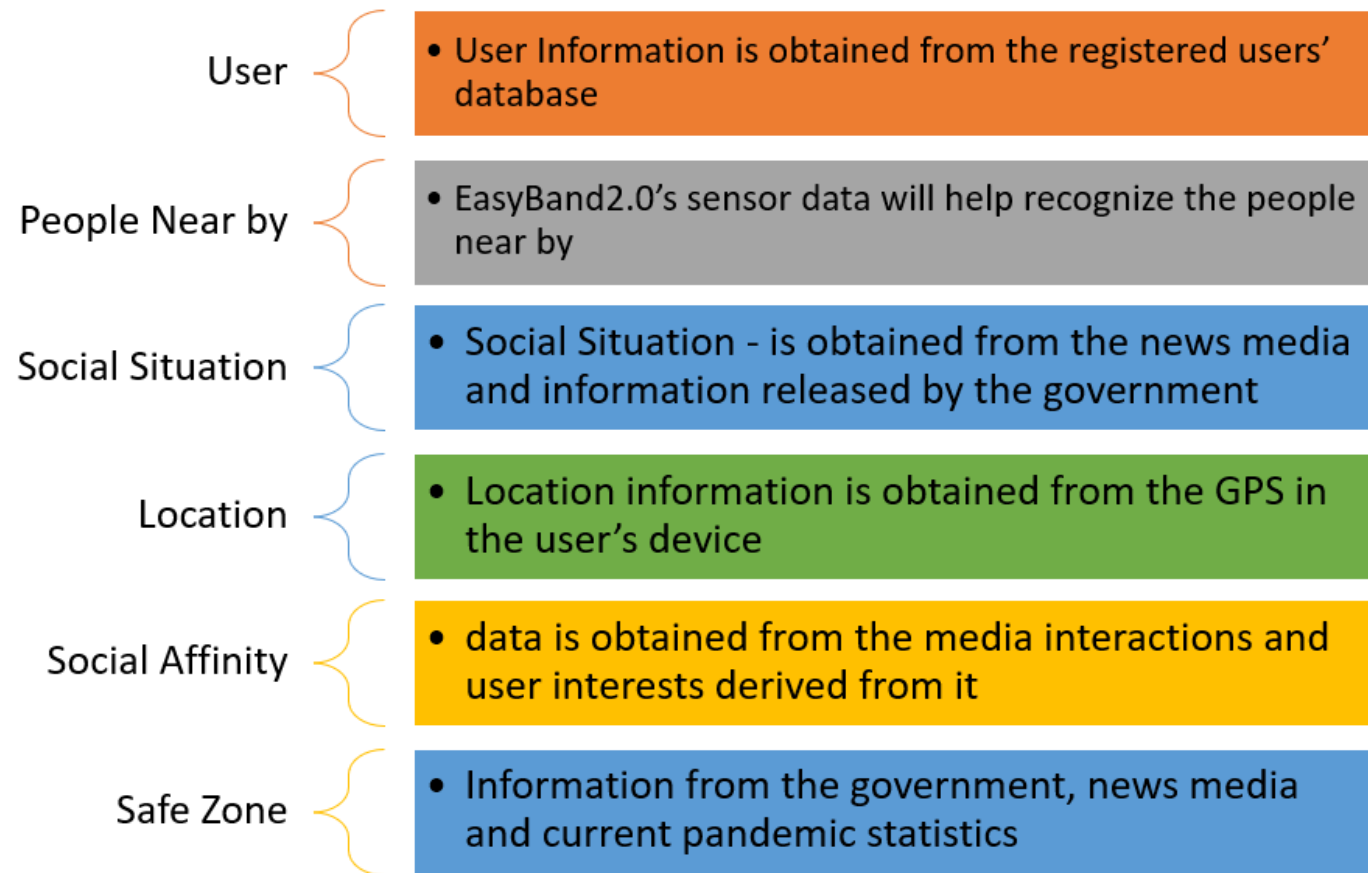 User
• User Information is obtained from the registered users’
database
People Near by
• EasyBand2.0’s sensor data will help recognize the people
near by
Social Situation
• Social Situation - is obtained from the news media
and information released by the government
Location
• Location information is obtained from the GPS in
the user’s device
Social Affinity
• data is obtained from the media interactions and
user interests derived from it
Safe Zone
• Information from the government, news media
and current pandemic statistics